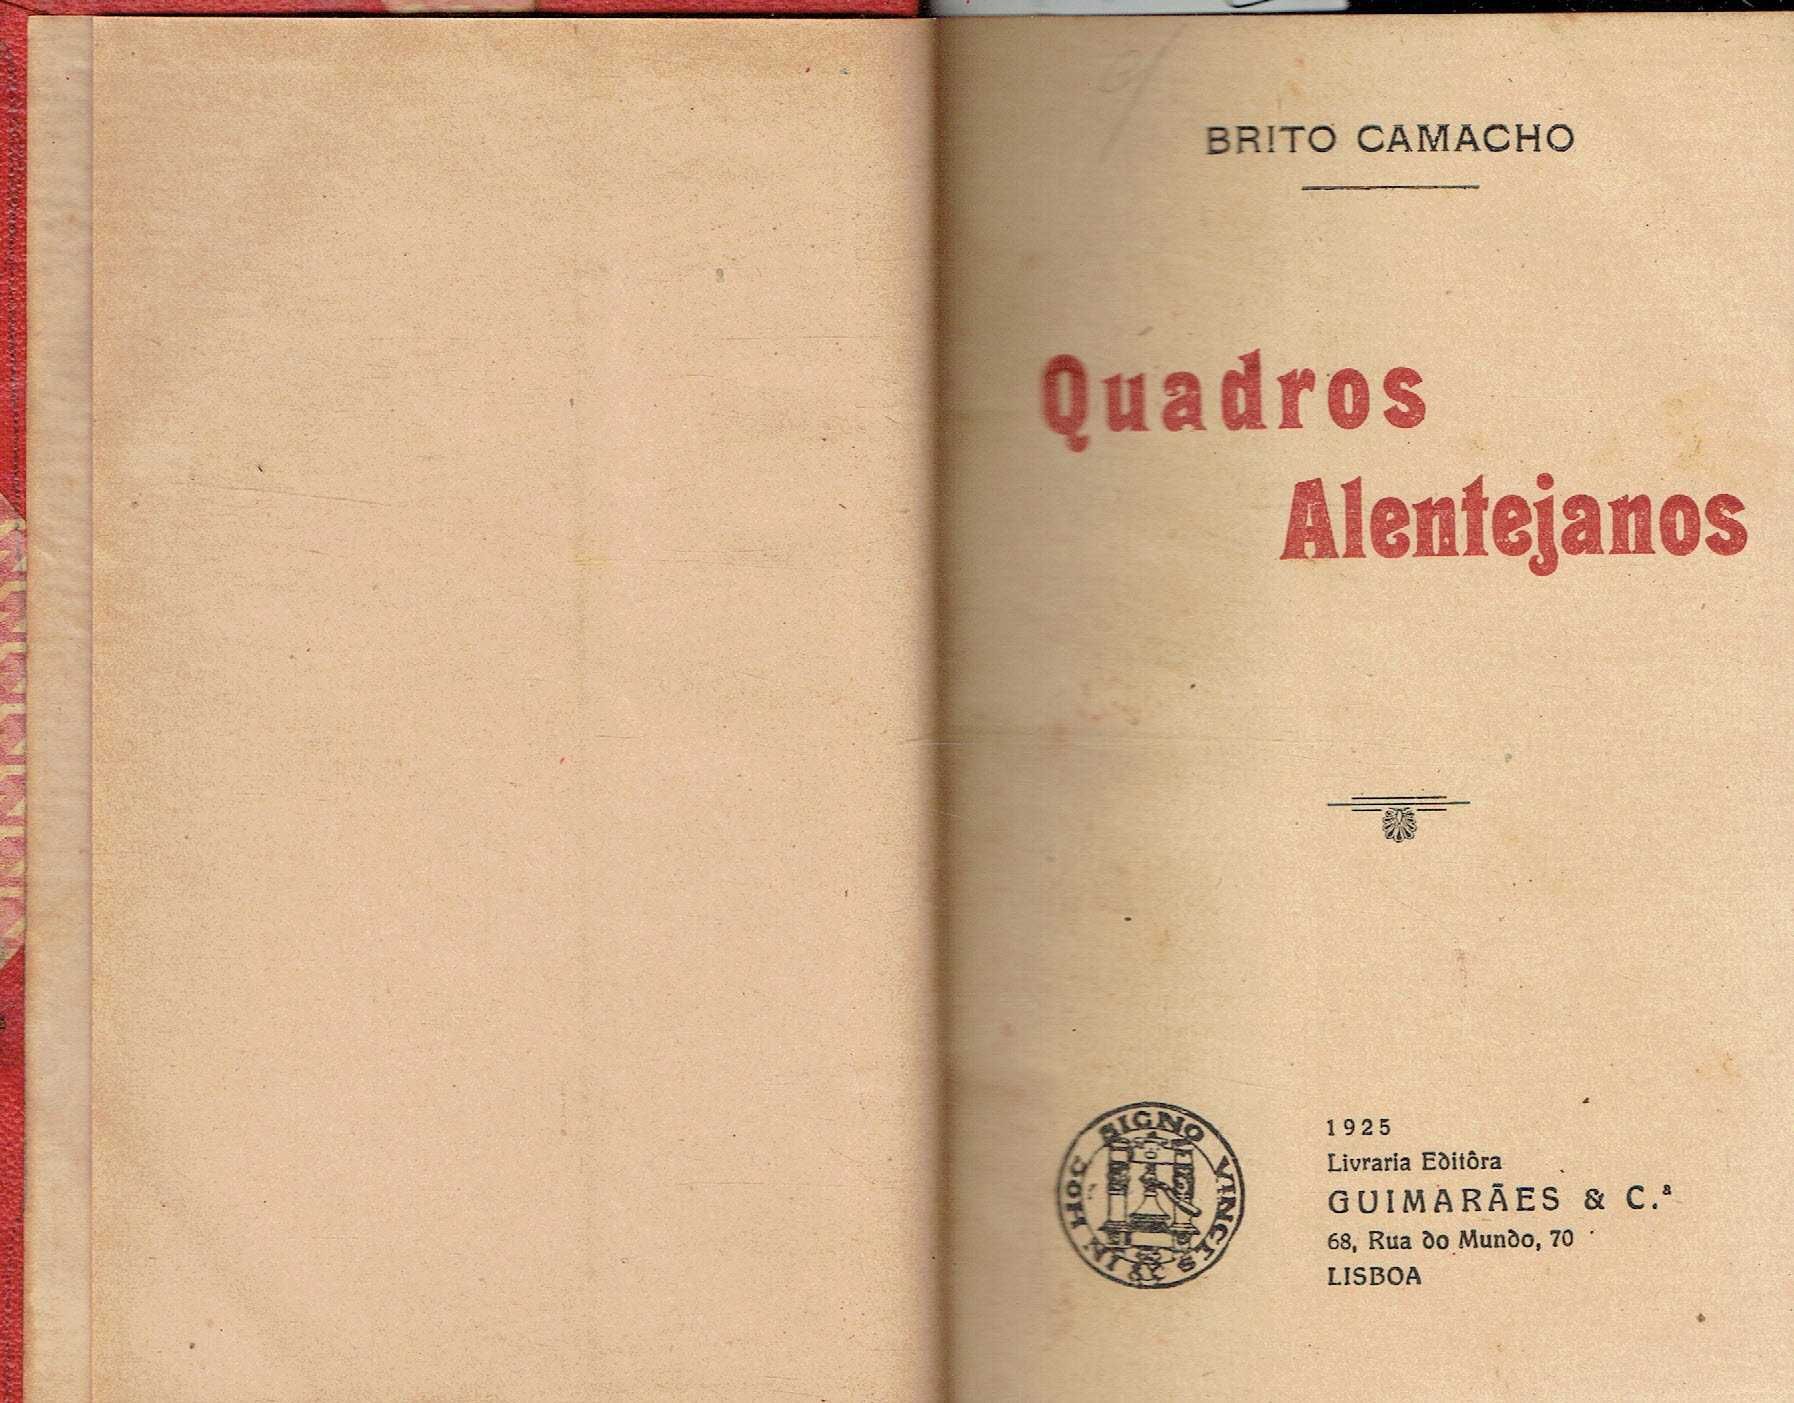 BRITO CAMACHO
Quadros
Alentejanos
IN HOC SIGNO VINCES
1925
Livraria Editôra
GUIMARÃES & C.ª
68, Rua do Mundo, 70
LISBOA